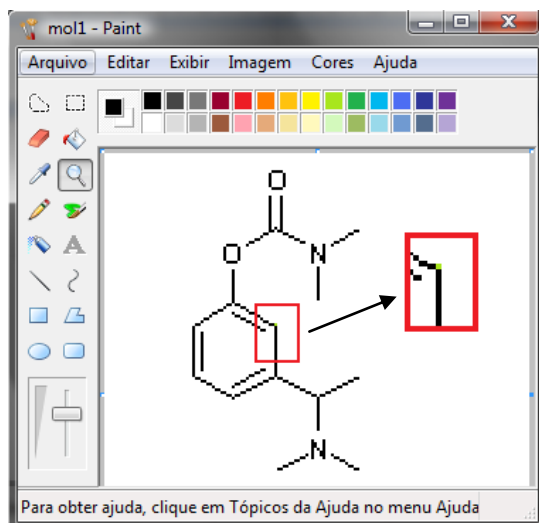 mol1 - Paint
Arquivo Editar Exibir Imagem Cores Ajuda
A
O
O
N
N
Para obter ajuda, clique em Tópicos da Ajuda no menu Ajuda